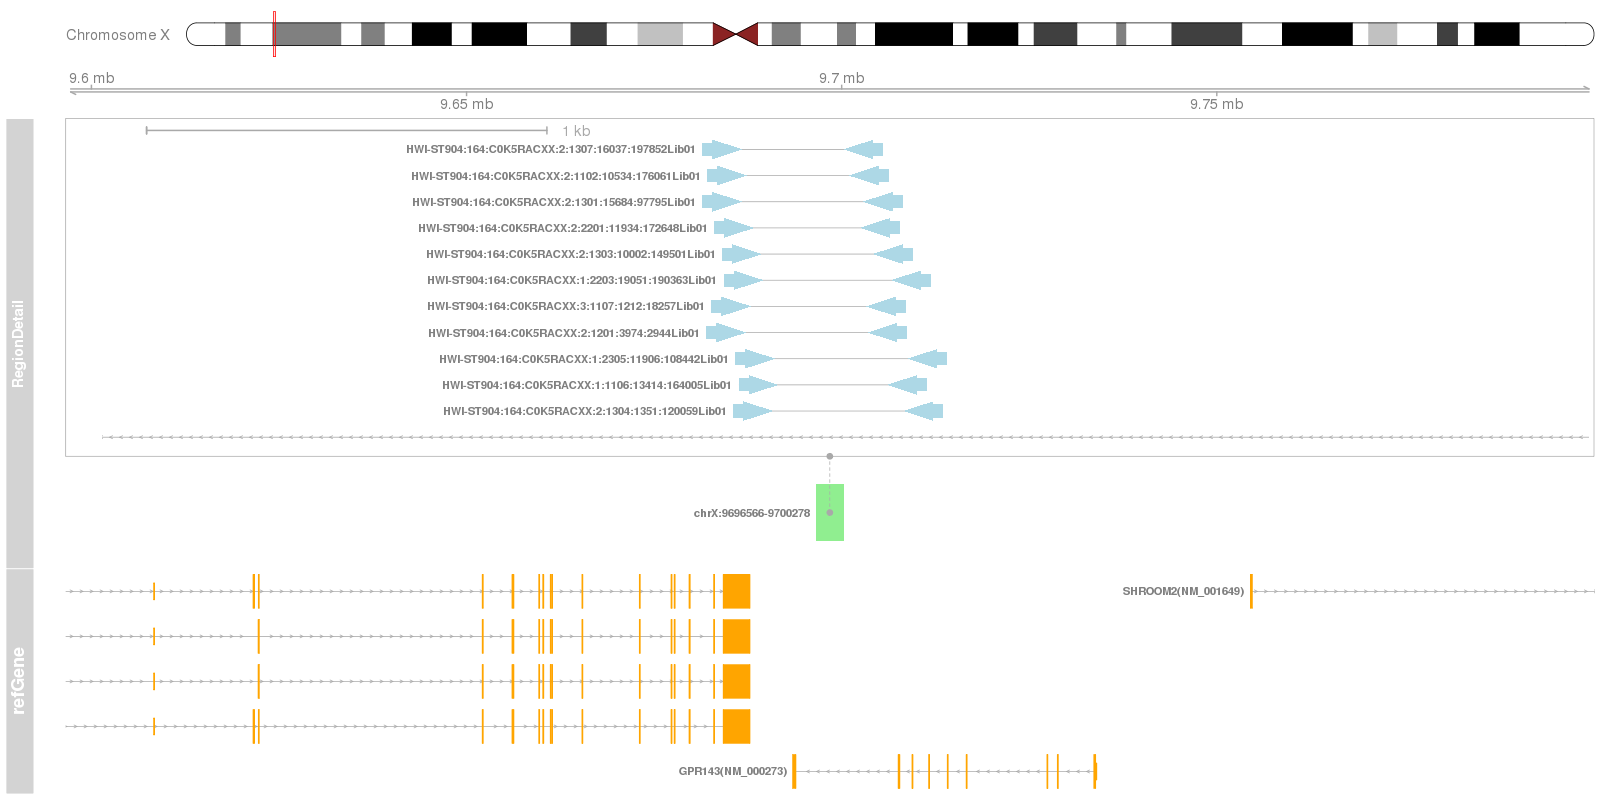 Chromosome X
9.6 mb
9.7 mb
9.65 mb
9.75 mb
RegionDetail
1 kb
HWI-ST904:164:C0K5RACXX:2:1307:16037:197852Lib01
HWI-ST904:164:C0K5RACXX:2:1102:10534:176061Lib01
HWI-ST904:164:C0K5RACXX:2:1301:15684:97795Lib01
HWI-ST904:164:C0K5RACXX:2:2201:11934:172648Lib01
HWI-ST904:164:C0K5RACXX:2:1303:10002:149501Lib01
HWI-ST904:164:C0K5RACXX:1:2203:19051:190363Lib01
HWI-ST904:164:C0K5RACXX:3:1107:1212:18257Lib01
HWI-ST904:164:C0K5RACXX:2:1201:3974:2944Lib01
HWI-ST904:164:C0K5RACXX:1:2305:11906:108442Lib01
HWI-ST904:164:C0K5RACXX:1:1106:13414:164005Lib01
HWI-ST904:164:C0K5RACXX:2:1304:1351:120059Lib01
chrX:9696566-9700278
refGene
SHROOM2(NM_001649)
GPR143(NM_000273)